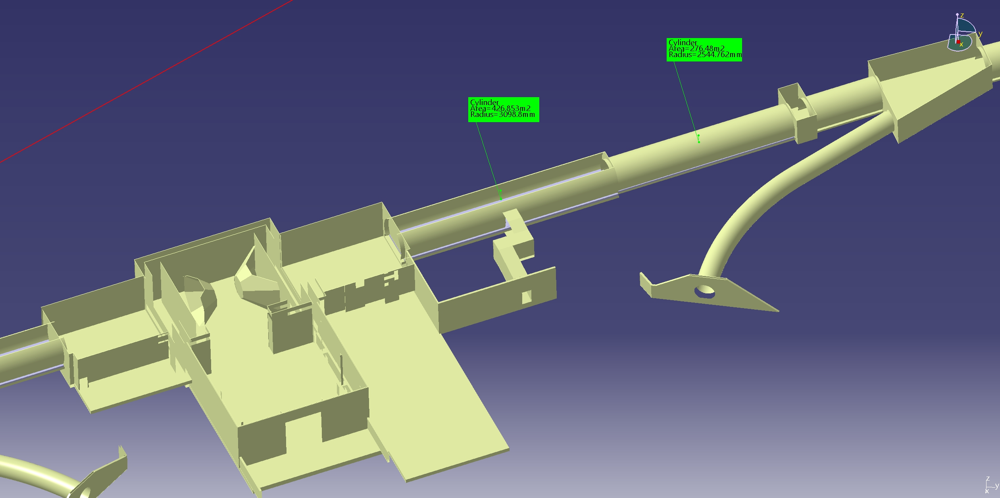 z
y
x
Cylinder
Area=276.48m2
Radius=2544.762mm
Cylinder
Area=426.853m2
Radius=3098.8mm
z
y
x